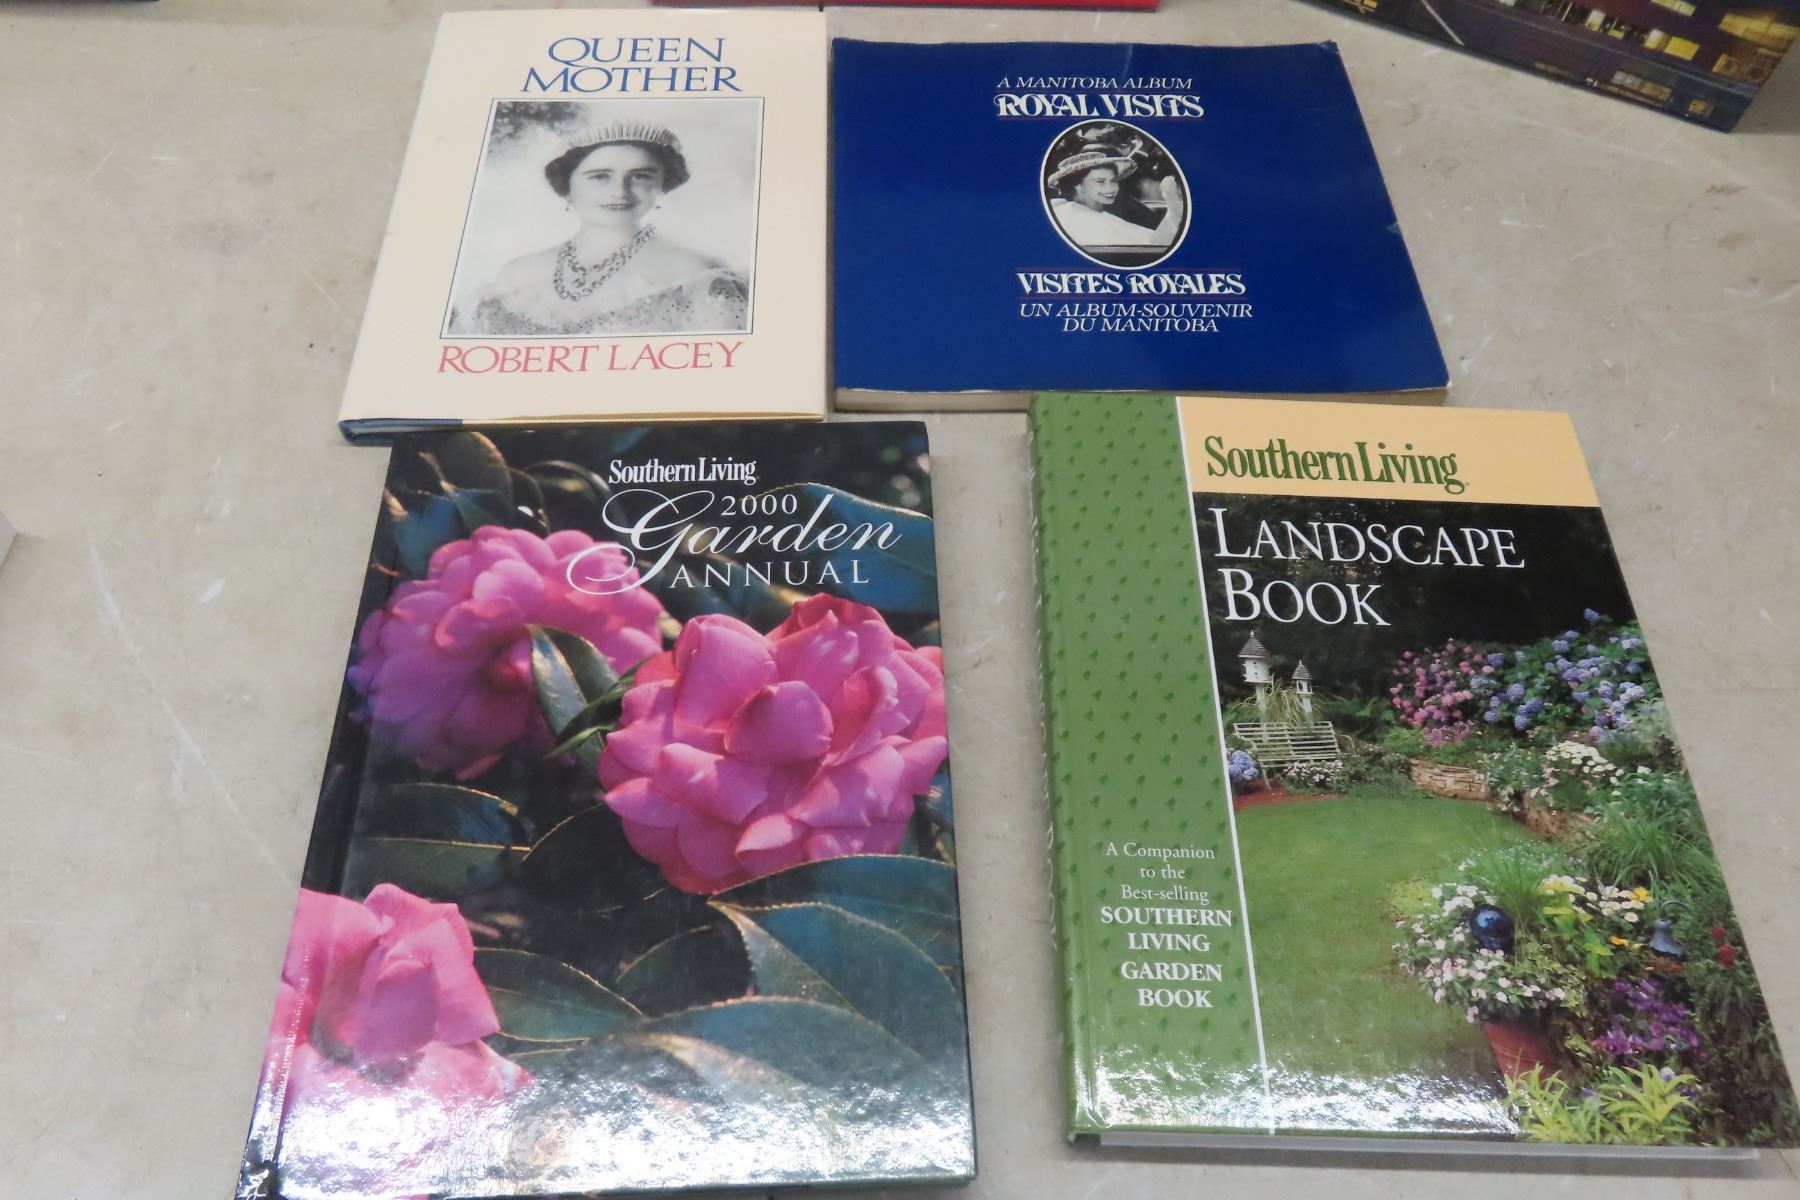 QUEEN
MOTHER
ROBERT LACEY
A MANITOBA ALBUM
ROYAL VISITS
VISITES ROYALES
UN ALBUM-SOUVENIR
DU MANITOBA
Southern Living
2000
Garden
ANNUAL
Southern Living
LANDSCAPE
BOOK
A Companion
to the
Best-selling
SOUTHERN
LIVING
GARDEN
BOOK